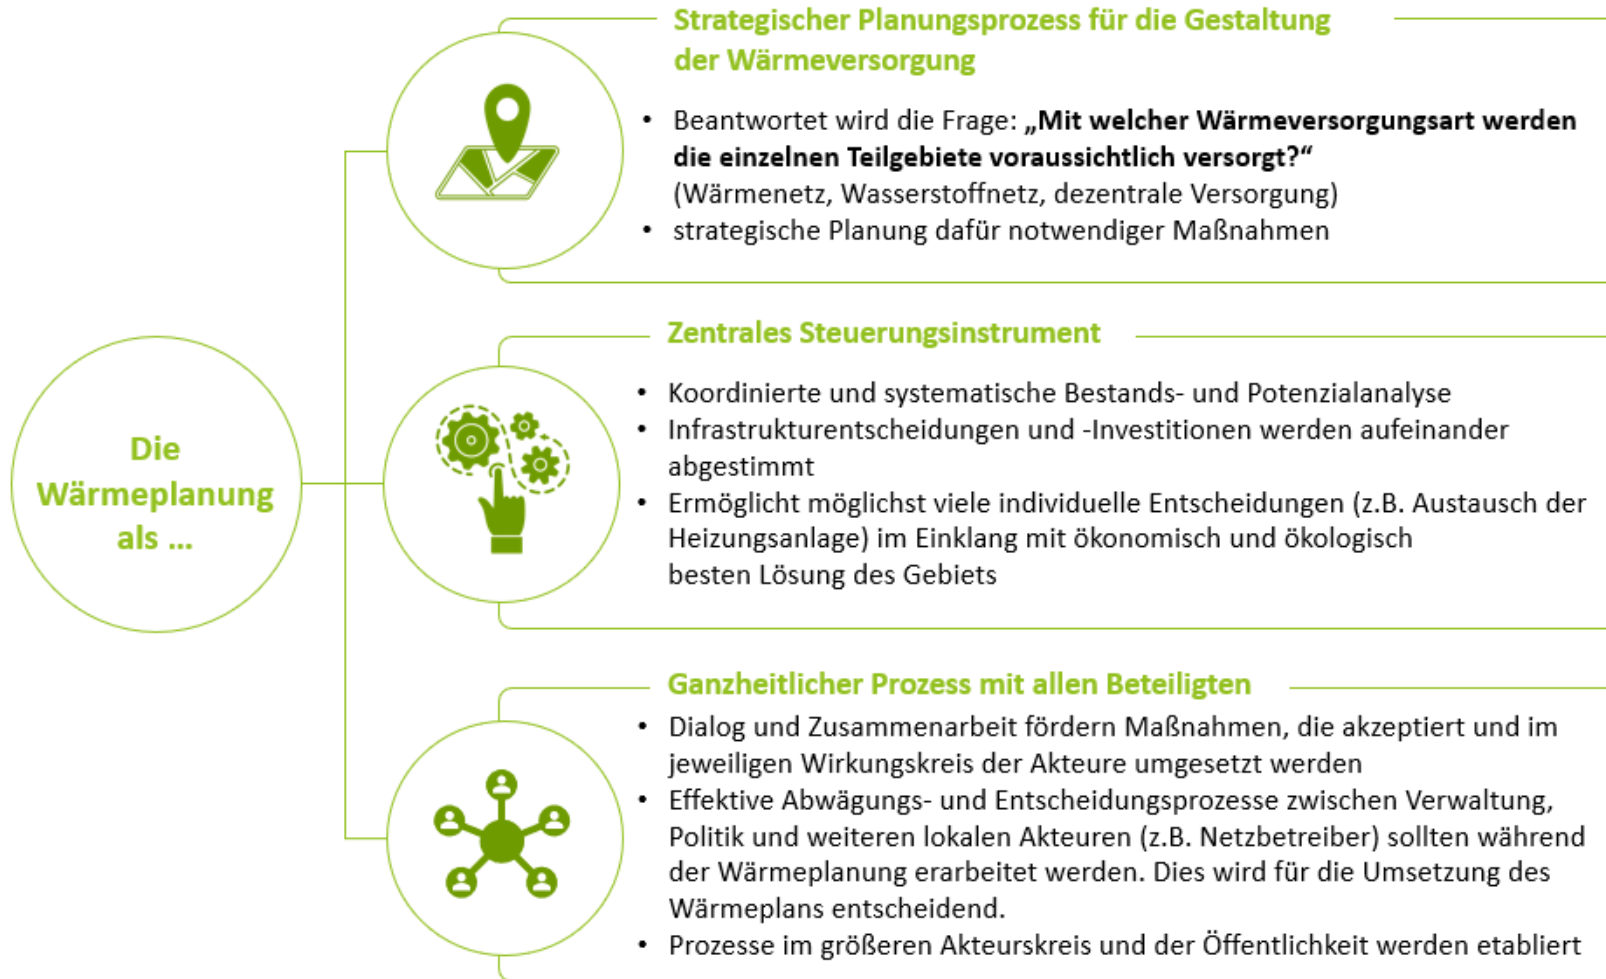 Die
Wärmeplanung
als ...
Strategischer Planungsprozess für die Gestaltung
der Wärmeversorgung
• Beantwortet wird die Frage: „Mit welcher Wärmeversorgungsart werden
die einzelnen Teilgebiete voraussichtlich versorgt?“
(Wärmenetz, Wasserstoffnetz, dezentrale Versorgung)
• strategische Planung dafür notwendiger Maßnahmen
Zentrales Steuerungsinstrument
• Koordinierte und systematische Bestands- und Potenzialanalyse
• Infrastrukturentscheidungen und -Investitionen werden aufeinander
abgestimmt
• Ermöglicht möglichst viele individuelle Entscheidungen (z.B. Austausch der
Heizungsanlage) im Einklang mit ökonomisch und ökologisch
besten Lösung des Gebiets
Ganzheitlicher Prozess mit allen Beteiligten
• Dialog und Zusammenarbeit fördern Maßnahmen, die akzeptiert und im
jeweiligen Wirkungskreis der Akteure umgesetzt werden
• Effektive Abwägungs- und Entscheidungsprozesse zwischen Verwaltung,
Politik und weiteren lokalen Akteuren (z.B. Netzbetreiber) sollten während
der Wärmeplanung erarbeitet werden. Dies wird für die Umsetzung des
Wärmeplans entscheidend.
• Prozesse im größeren Akteurskreis und der Öffentlichkeit werden etabliert